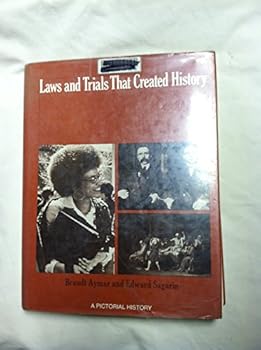 Laws and Trials That Created History
Brandt Aymar and Edward Sagarin
A PICTORIAL HISTORY